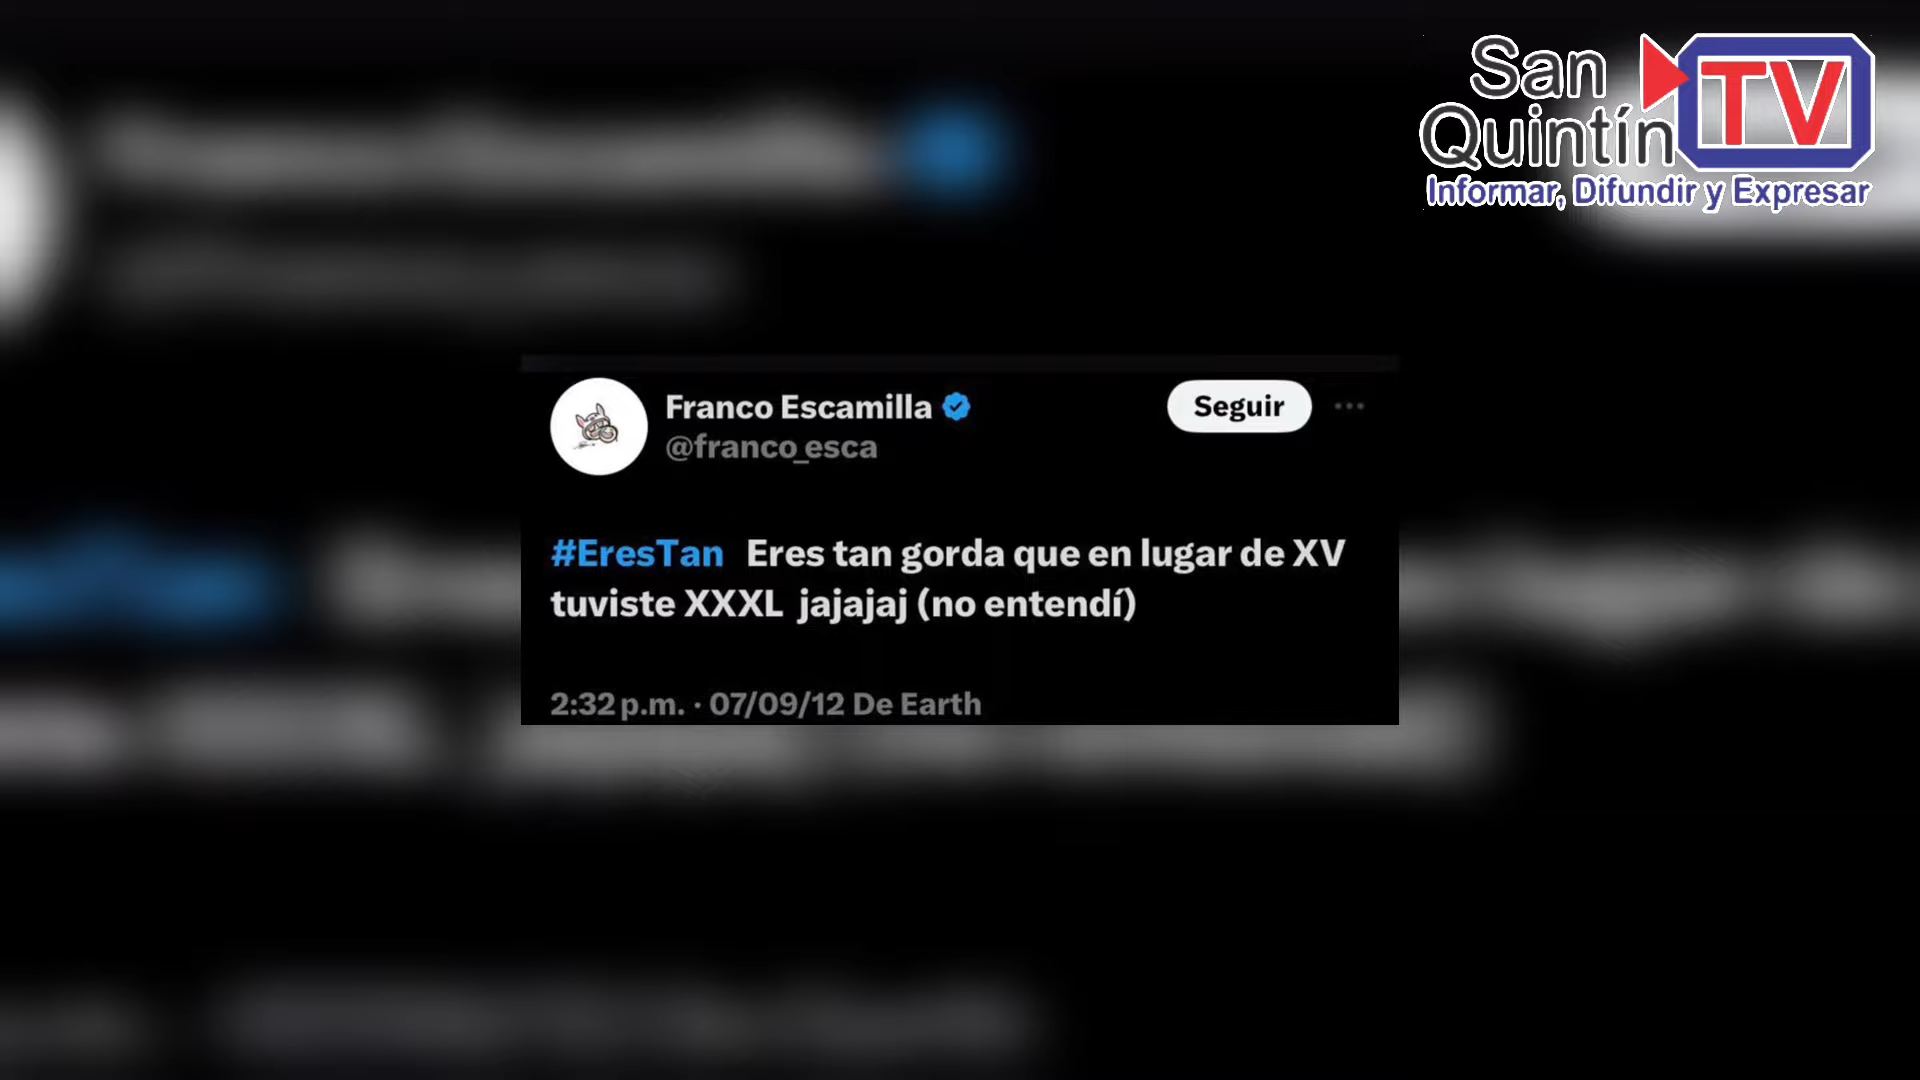 San
Quintín
TV
Informar, Difundir y Expresar
Franco Escamilla
@franco_esca
Seguir
#EresTan Eres tan gorda que en lugar de XV
tuviste XXXL jajajaj (no entendí)
2:32 p.m. · 07/09/12 De Earth